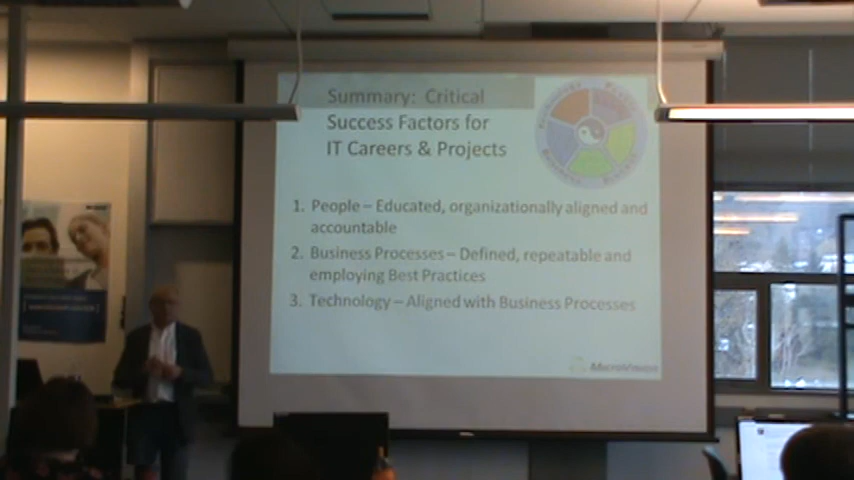 Summary: Critical
Success Factors for
IT Careers & Projects
1. People – Educated, organizationally aligned and
accountable
2. Business Processes – Defined, repeatable and
employing Best Practices
3. Technology – Aligned with Business Processes
MacroVision